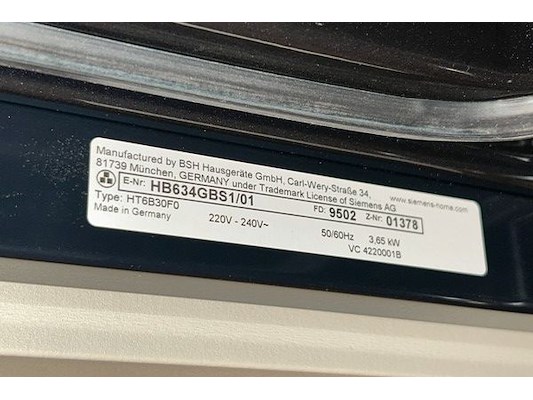 Manufactured by BSH Hausgeräte GmbH, Carl-Wery-Straße 34,
81739 München, GERMANY under Trademark License of Siemens AG
www.siemens-home.com
E-Nr: HB634GBS1/01 FD: 9502 Z-Nr: 01378
Type: HT6B30F0 220V - 240V~ 50/60Hz 3,65 kW
Made in Germany VC 4220001B